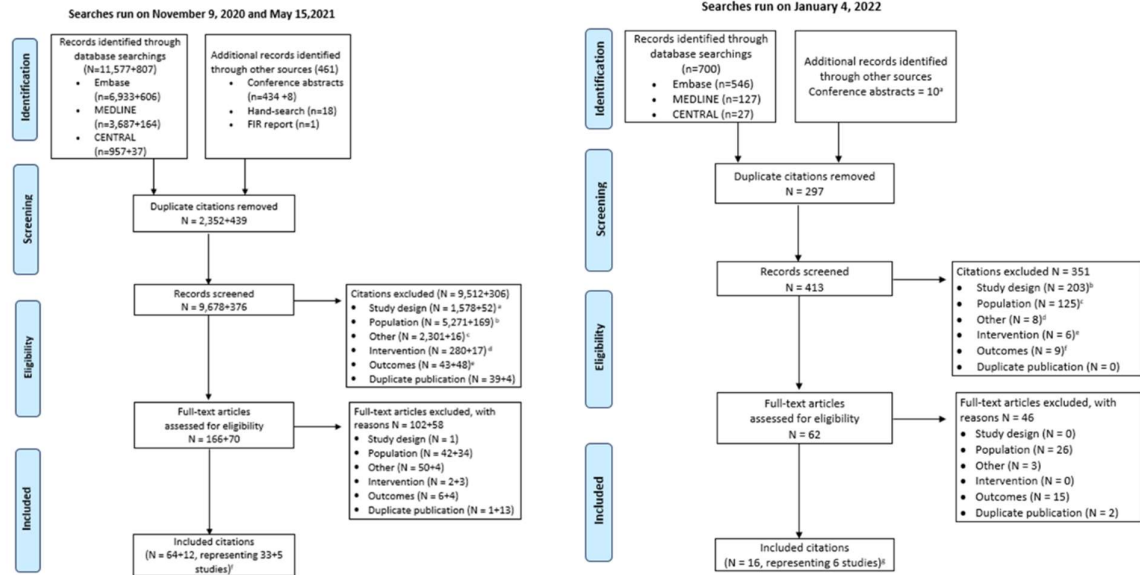 Searches run on November 9, 2020 and May 15,2021
Identification
Records identified through
database searchings
(N=11,577+807)
• Embase
(n=6,933+606)
• MEDLINE
(n=3,687+164)
• CENTRAL
(n=957+37)
Additional records identified
through other sources (461)
• Conference abstracts
(n=434 +8)
• Hand-search (n=18)
• FIR report (n=1)
Screening
Duplicate citations removed
N = 2,352+439
Eligibility
Records screened
N = 9,678+376
Citations excluded (N = 9,512+306)
• Study design (N = 1,578+52) a
• Population (N = 5,271+169) b
• Other (N = 2,301+16) c
• Intervention (N = 280+17) d
• Outcomes (N = 43+48)e
• Duplicate publication (N = 39+4)
Full-text articles
assessed for eligibility
N = 166+70
Full-text articles excluded, with
reasons N = 102+58
• Study design (N = 1)
• Population (N = 42+34)
• Other (N = 50+4)
• Intervention (N = 2+3)
• Outcomes (N = 6+4)
• Duplicate publication (N = 1+13)
Included
Included citations
(N = 64+12, representing 33+5
studies)f
Searches run on January 4, 2022
Identification
Records identified through
database searchings
(n=700)
• Embase (n=546)
• MEDLINE (n=127)
• CENTRAL (n=27)
Additional records identified
through other sources
Conference abstracts = 10a
Screening
Duplicate citations removed
N = 297
Eligibility
Records screened
N = 413
Citations excluded N = 351
• Study design (N = 203)b
• Population (N = 125)c
• Other (N = 8)d
• Intervention (N = 6)e
• Outcomes (N = 9)f
• Duplicate publication (N = 0)
Full-text articles
assessed for eligibility
N = 62
Full-text articles excluded, with
reasons N = 46
• Study design (N = 0)
• Population (N = 26)
• Other (N = 3)
• Intervention (N = 0)
• Outcomes (N = 15)
• Duplicate publication (N = 2)
Included
Included citations
(N = 16, representing 6 studies)g